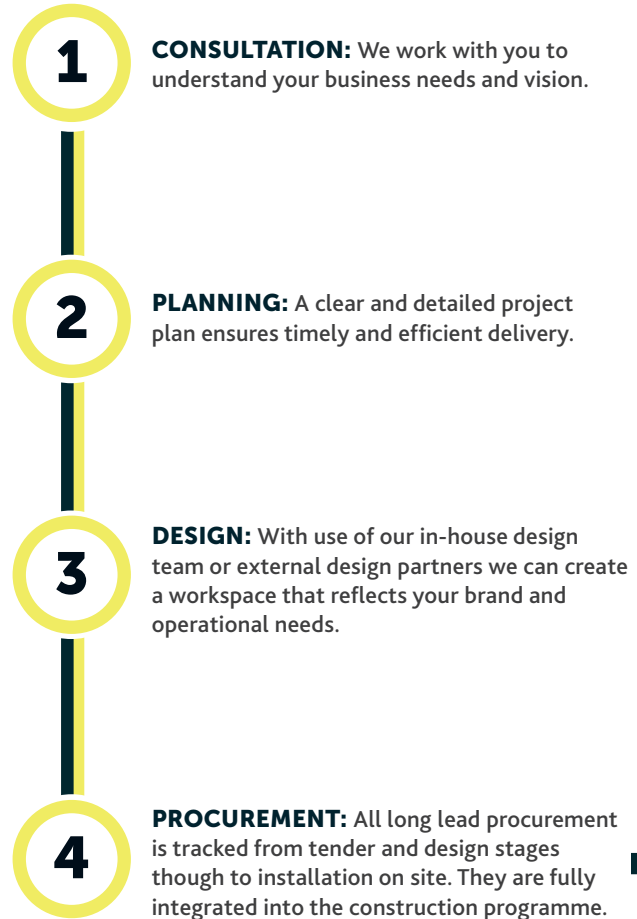 1
CONSULTATION: We work with you to
understand your business needs and vision.
2
PLANNING: A clear and detailed project
plan ensures timely and efficient delivery.
3
DESIGN: With use of our in-house design
team or external design partners we can create
a workspace that reflects your brand and
operational needs.
4
PROCUREMENT: All long lead procurement
is tracked from tender and design stages
though to installation on site. They are fully
integrated into the construction programme.